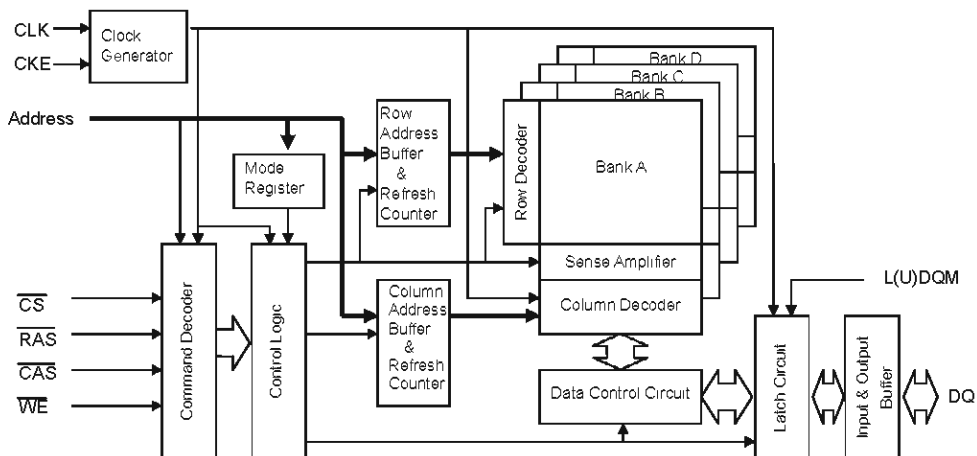 CLK
CKE
Clock
Generator
Address
Row
Address
Buffer
&
Refresh
Counter
Mode
Register
Bank D
Bank C
Bank B
Row Decoder
Bank A
Sense Amplifier
Column Decoder
CS
RAS
CAS
WE
Command Decoder
Control Logic
Column
Address
Buffer
&
Refresh
Counter
Data Control Circuit
L(U)DQM
Latch Circuit
Input & Output
Buffer
DQ